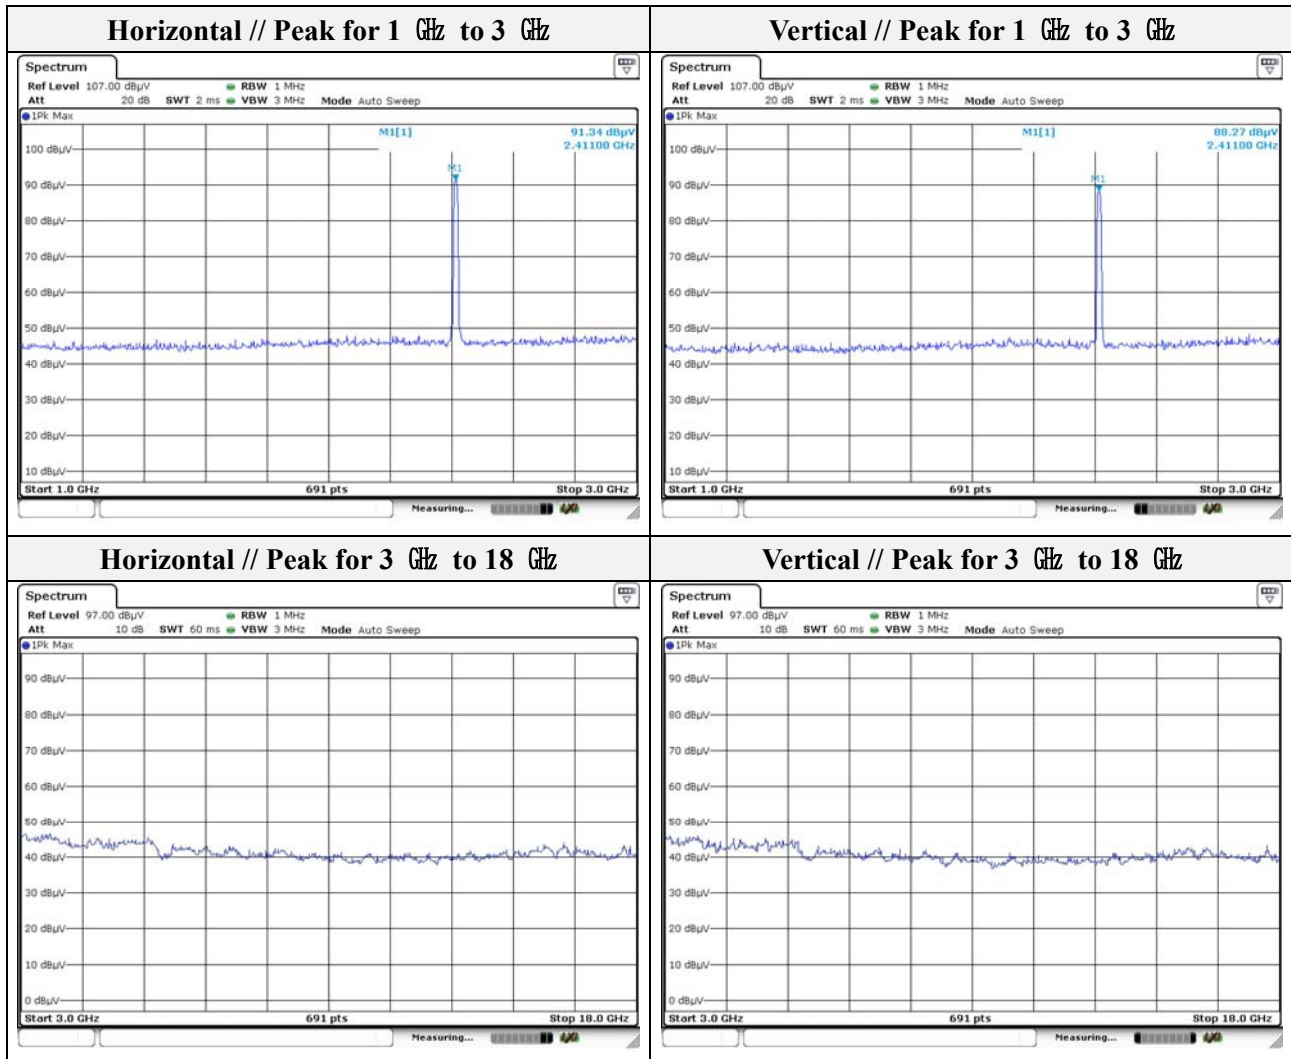 Horizontal // Peak for 1 ㎓ to 3 ㎓
Spectrum
Ref Level 107.00 dBµV RBW 1 MHz
Att 20 dB SWT 2 ms VBW 3 MHz Mode Auto Sweep
1Pk Max
M1[1] 91.34 dBµV
2.41100 GHz
M1
100 dBµV
90 dBµV
80 dBµV
70 dBµV
60 dBµV
50 dBµV
40 dBµV
30 dBµV
20 dBµV
10 dBµV
Start 1.0 GHz 691 pts Stop 3.0 GHz
Measuring...
Vertical // Peak for 1 ㎓ to 3 ㎓
Spectrum
Ref Level 107.00 dBµV RBW 1 MHz
Att 20 dB SWT 2 ms VBW 3 MHz Mode Auto Sweep
1Pk Max
M1[1] 88.27 dBµV
2.41100 GHz
M1
100 dBµV
90 dBµV
80 dBµV
70 dBµV
60 dBµV
50 dBµV
40 dBµV
30 dBµV
20 dBµV
10 dBµV
Start 1.0 GHz 691 pts Stop 3.0 GHz
Measuring...
Horizontal // Peak for 3 ㎓ to 18 ㎓
Spectrum
Ref Level 97.00 dBµV RBW 1 MHz
Att 10 dB SWT 60 ms VBW 3 MHz Mode Auto Sweep
1Pk Max
90 dBµV
80 dBµV
70 dBµV
60 dBµV
50 dBµV
40 dBµV
30 dBµV
20 dBµV
10 dBµV
0 dBµV
Start 3.0 GHz 691 pts Stop 18.0 GHz
Measuring...
Vertical // Peak for 3 ㎓ to 18 ㎓
Spectrum
Ref Level 97.00 dBµV RBW 1 MHz
Att 10 dB SWT 60 ms VBW 3 MHz Mode Auto Sweep
1Pk Max
90 dBµV
80 dBµV
70 dBµV
60 dBµV
50 dBµV
40 dBµV
30 dBµV
20 dBµV
10 dBµV
0 dBµV
Start 3.0 GHz 691 pts Stop 18.0 GHz
Measuring...